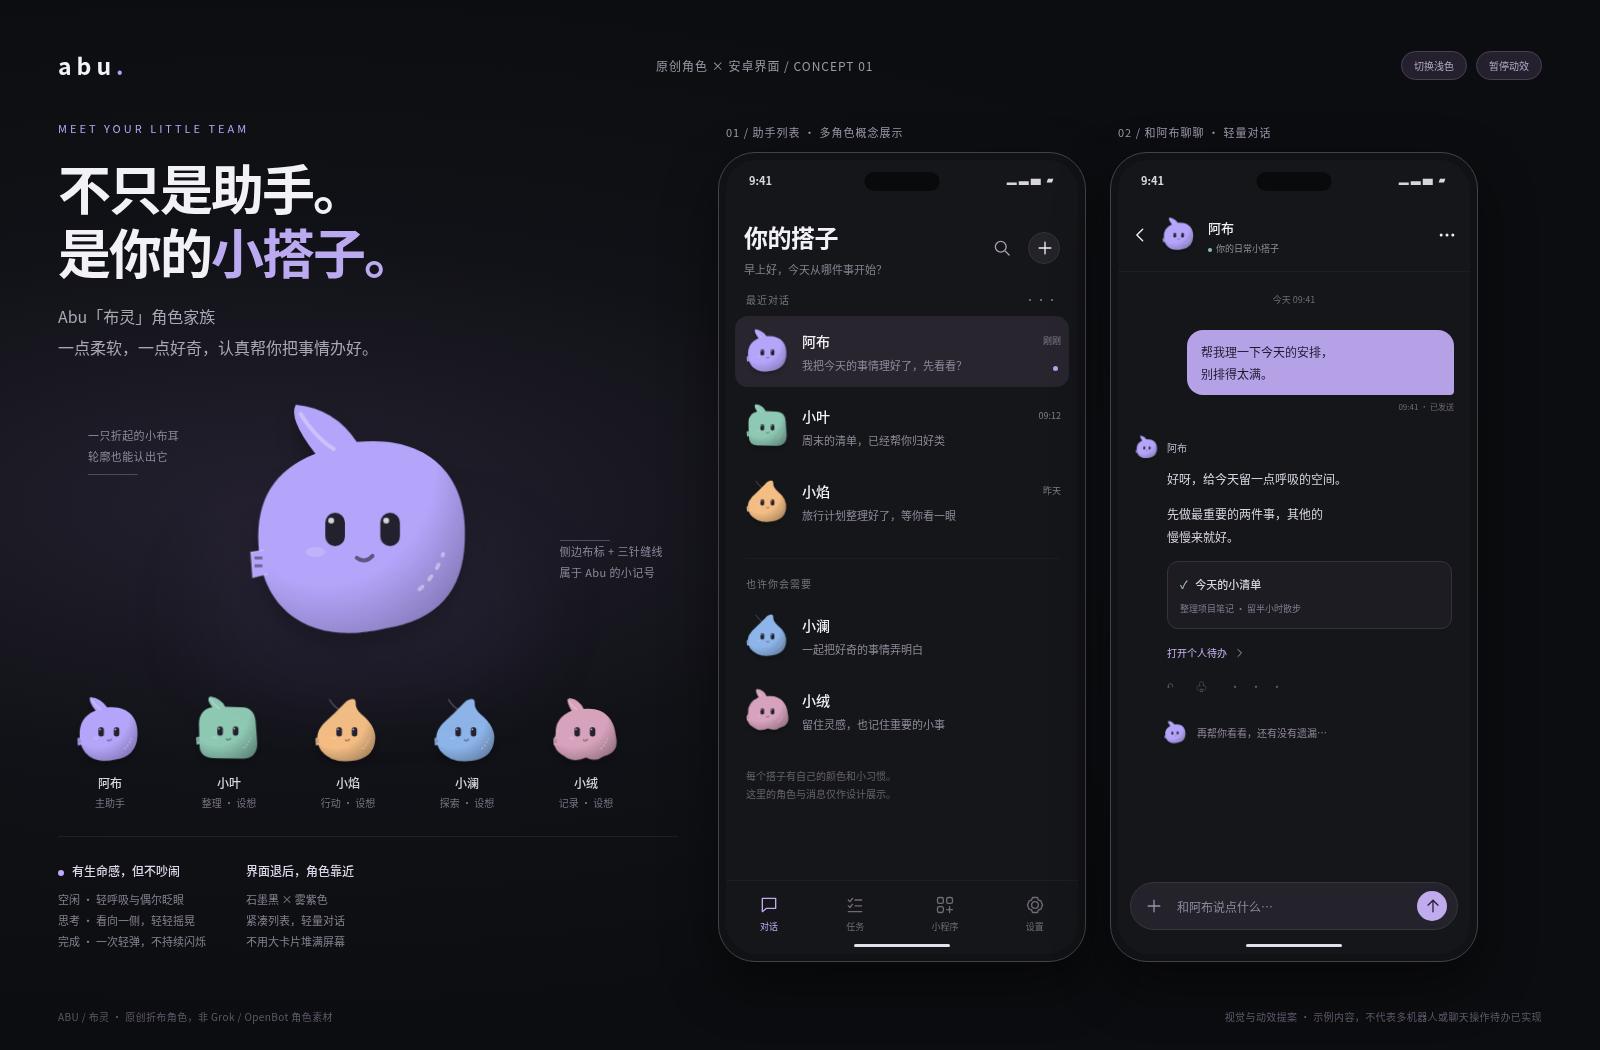 abu.
原创角色 × 安卓界面 / CONCEPT 01
切换浅色
暂停动效
MEET YOUR LITTLE TEAM
不只是助手。
是你的小搭子。
Abu「布灵」角色家族
一点柔软，一点好奇，认真帮你把事情办好。
一只折起的小布耳
轮廓也能认出它
侧边布标 + 三针缝线
属于 Abu 的小记号
阿布
主助手
小叶
整理 · 设想
小焰
行动 · 设想
小澜
探索 · 设想
小绒
记录 · 设想
有生命感，但不吵闹
空闲 · 轻呼吸与偶尔眨眼
思考 · 看向一侧，轻轻摇晃
完成 · 一次轻弹，不持续闪烁
界面退后，角色靠近
石墨黑 × 雾紫色
紧凑列表，轻量对话
不用大卡片堆满屏幕
01 / 助手列表 · 多角色概念展示
9:41
你的搭子
早上好，今天从哪件事开始？
最近对话
阿布
刚刚
我把今天的事情理好了，先看看？
小叶
09:12
周末的清单，已经帮你归好类
小焰
昨天
旅行计划整理好了，等你看一眼
也许你会需要
小澜
一起把好奇的事情弄明白
小绒
留住灵感，也记住重要的小事
每个搭子有自己的颜色和小习惯。
这里的角色与消息仅作设计展示。
对话
任务
小程序
设置
02 / 和阿布聊聊 · 轻量对话
9:41
阿布
你的日常小搭子
今天 09:41
帮我理一下今天的安排，
别排得太满。
09:41 · 已发送
阿布
好呀，给今天留一点呼吸的空间。
先做最重要的两件事，其他的
慢慢来就好。
✓ 今天的小清单
整理项目笔记 · 留半小时散步
打开个人待办
再帮你看看，还有没有遗漏…
和阿布说点什么…
ABU / 布灵 · 原创折布角色，非 Grok / OpenBot 角色素材
视觉与动效提案 · 示例内容，不代表多机器人或聊天操作待办已实现